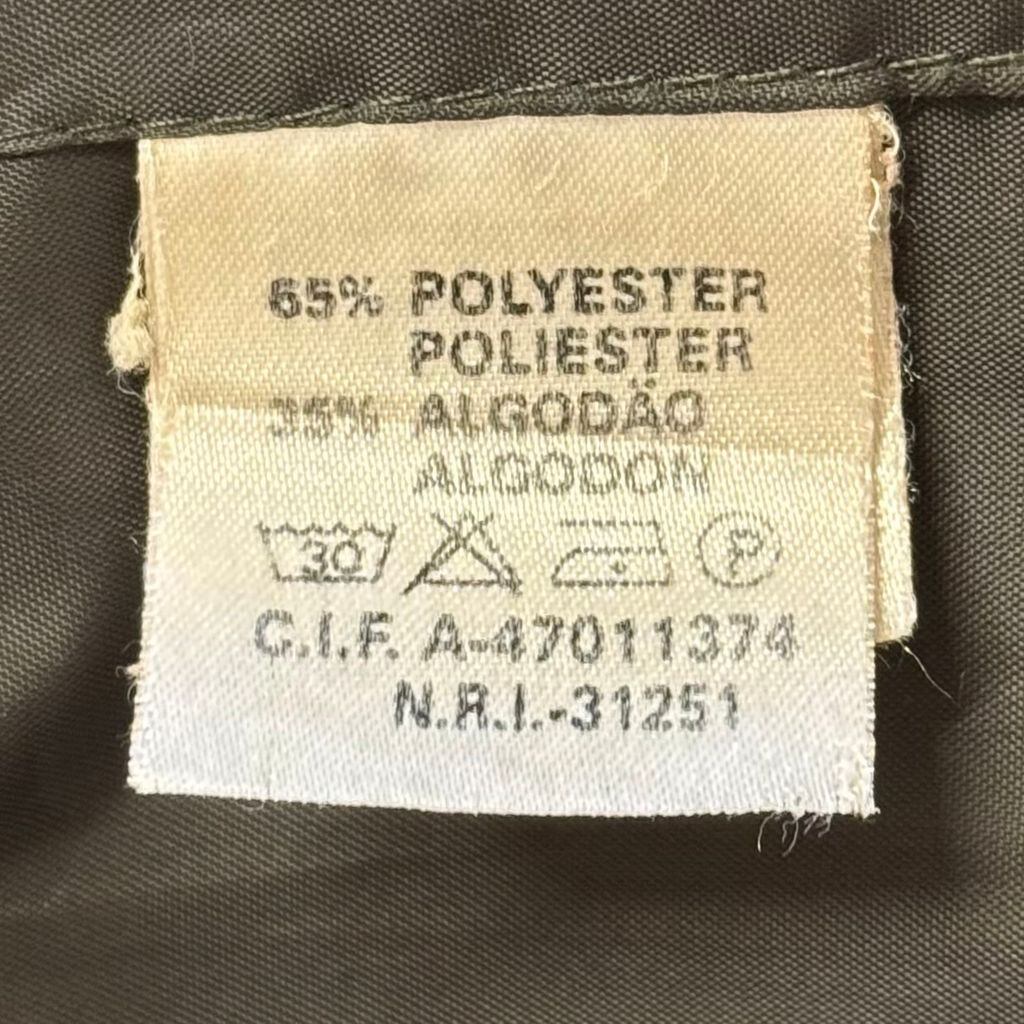 65% POLYESTER
POLIESTER
35% ALGODÃO
ALGODON
30 P
C.I.F. A-47011374
N.R.I.-31251